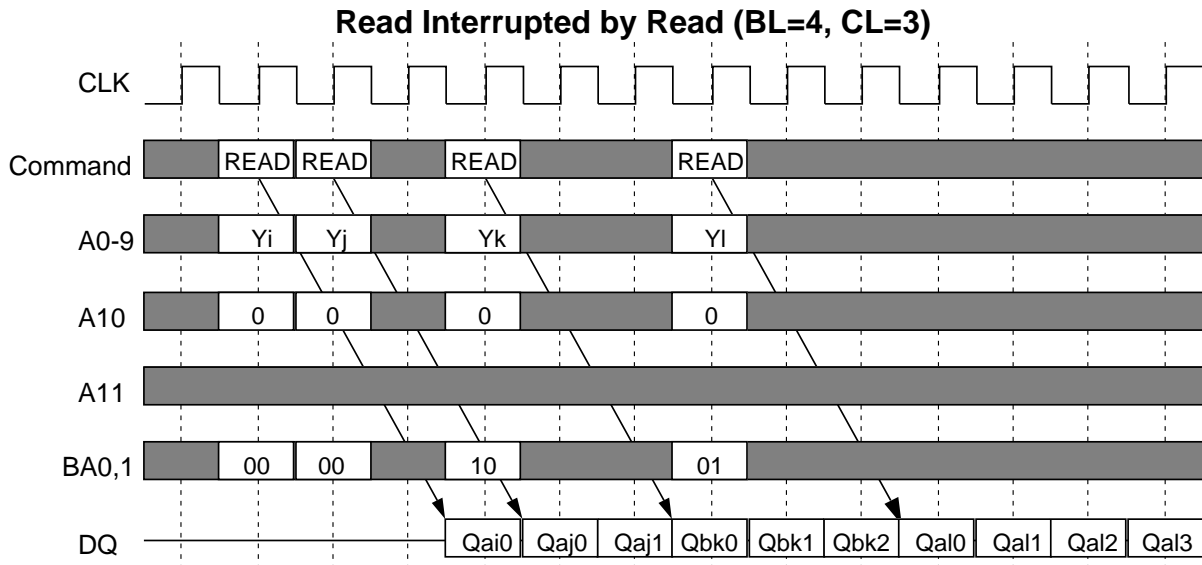 Read Interrupted by Read (BL=4, CL=3)
CLK
Command READ READ READ READ
A0-9 Yi Yj Yk Yl
A10 0 0 0 0
A11
BA0,1 00 00 10 01
DQ Qai0 Qaj0 Qaj1 Qbk0 Qbk1 Qbk2 Qal0 Qal1 Qal2 Qal3